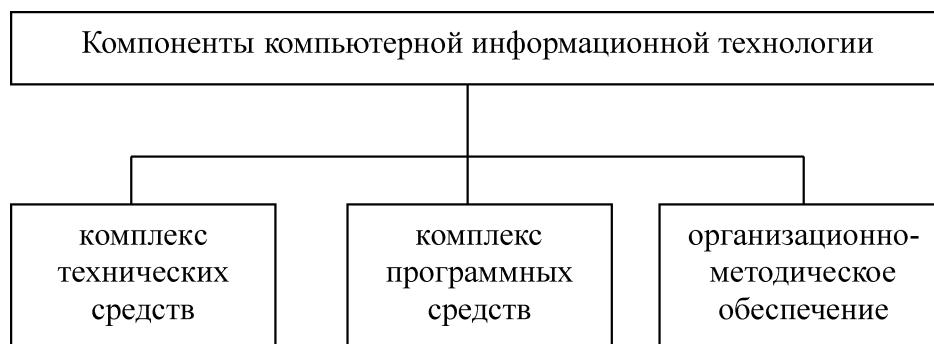 Компоненты компьютерной информационной технологии
комплекс
технических
средств
комплекс
программных
средств
организационно-
методическое
обеспечение